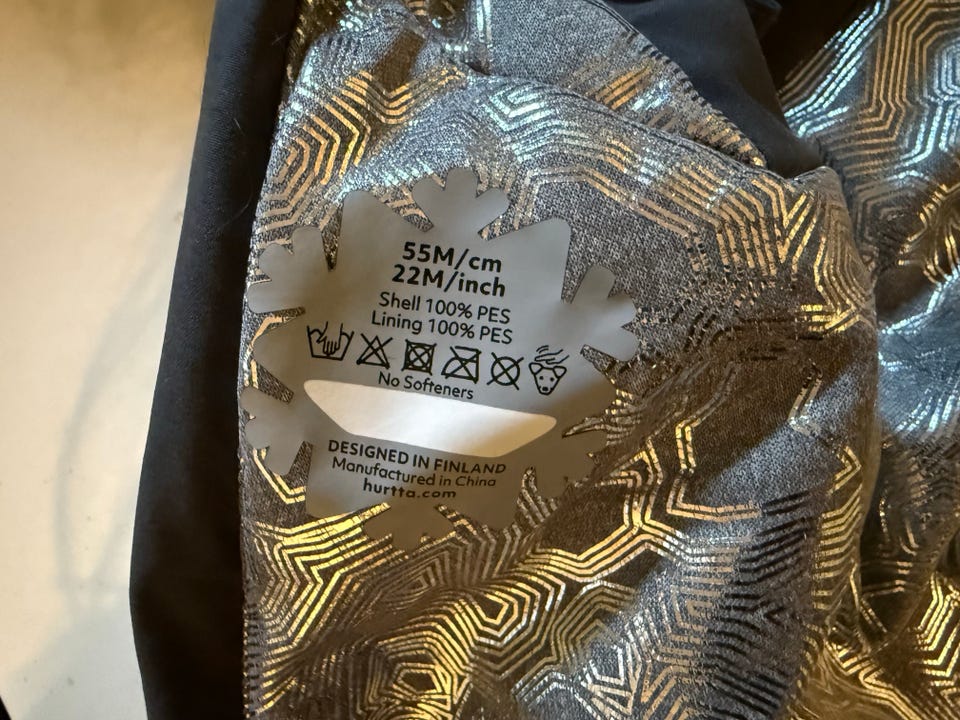 55M/cm
22M/inch
Shell 100% PES
Lining 100% PES
No Softeners
DESIGNED IN FINLAND
Manufactured in China
hurtta.com